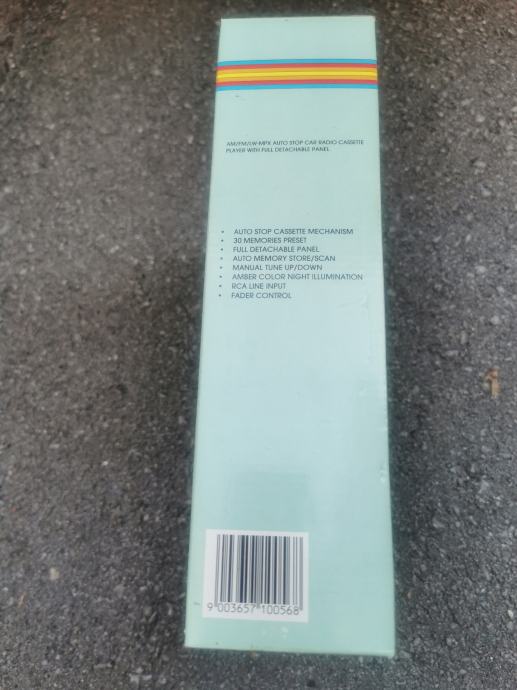 AM/FM/LW-MPX AUTO STOP CAR RADIO CASSETTE
PLAYER WITH FULL DETACHABLE PANEL
• AUTO STOP CASSETTE MECHANISM
• 30 MEMORIES PRESET
• FULL DETACHABLE PANEL
• AUTO MEMORY STORE/SCAN
• MANUAL TUNE UP/DOWN
• AMBER COLOR NIGHT ILLUMINATION
• RCA LINE INPUT
• FADER CONTROL
9 003657 100568